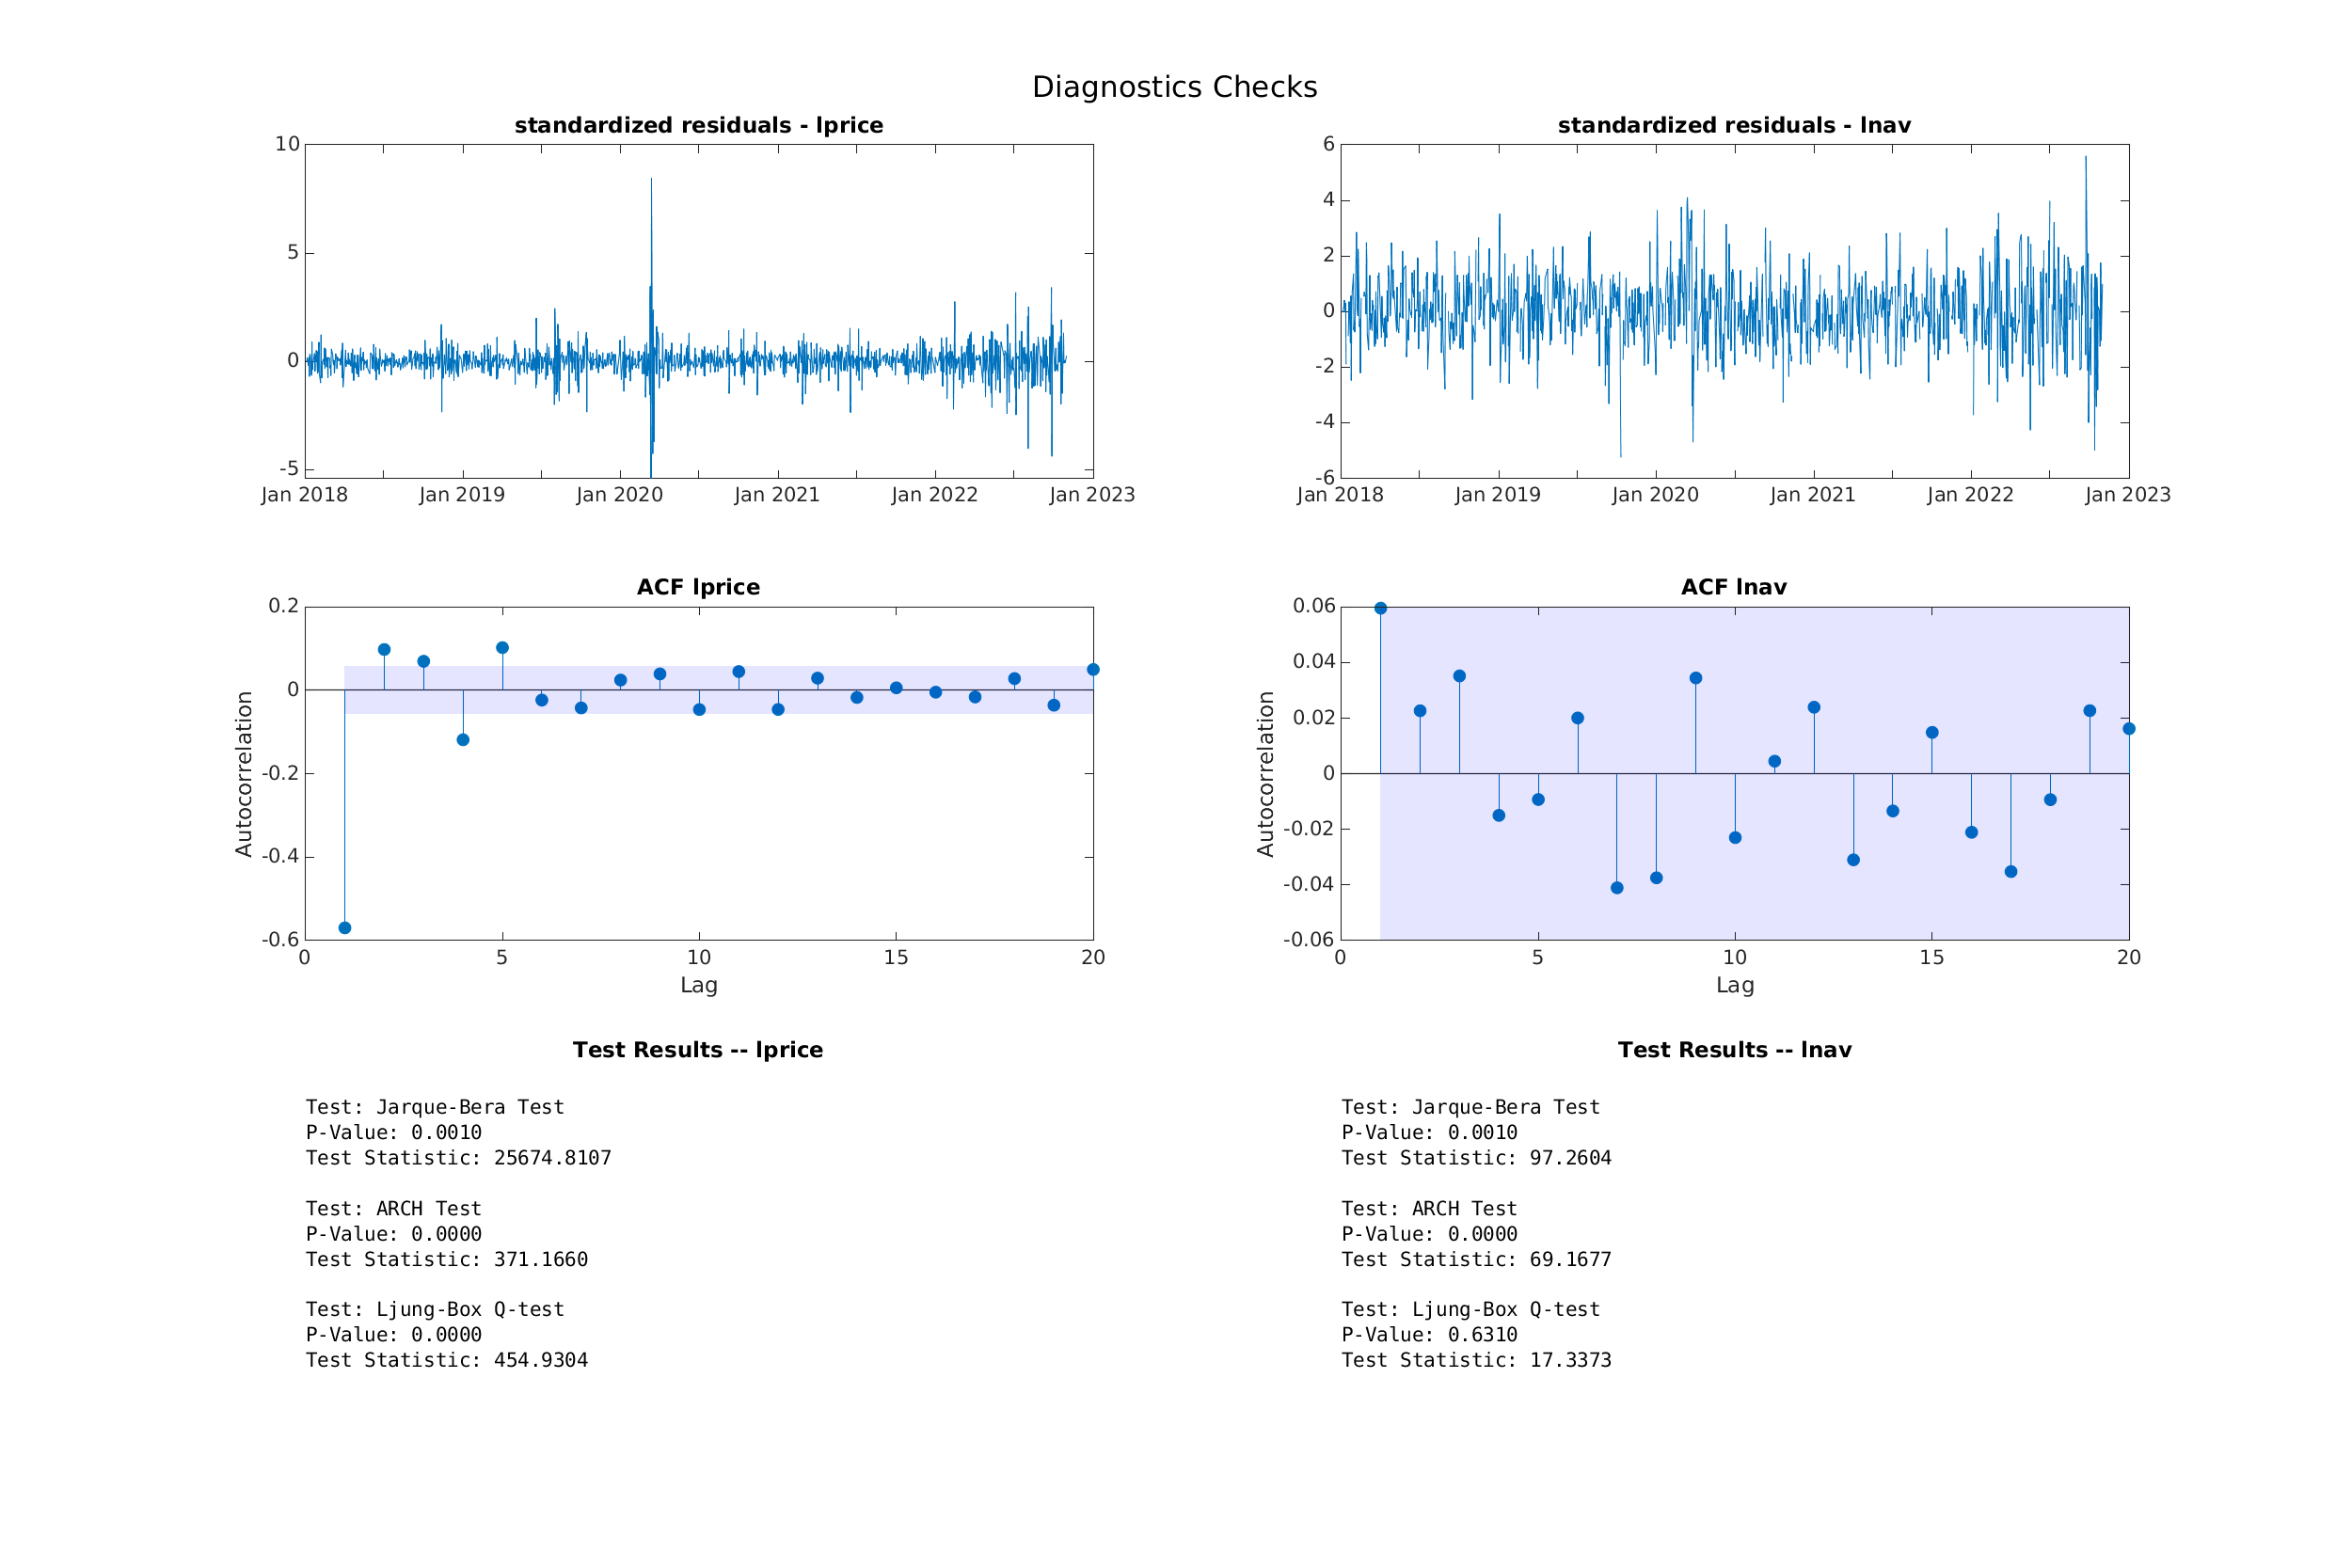 Diagnostics Checks
standardized residuals - lprice
10
5
0
-5
Jan 2018 Jan 2019 Jan 2020 Jan 2021 Jan 2022 Jan 2023
standardized residuals - lnav
6
4
2
0
-2
-4
-6
Jan 2018 Jan 2019 Jan 2020 Jan 2021 Jan 2022 Jan 2023
ACF lprice
Autocorrelation
0.2
0
-0.2
-0.4
-0.6
0 5 10 15 20
Lag
ACF lnav
Autocorrelation
0.06
0.04
0.02
0
-0.02
-0.04
-0.06
0 5 10 15 20
Lag
Test Results -- lprice
Test: Jarque-Bera Test
P-Value: 0.0010
Test Statistic: 25674.8107
Test: ARCH Test
P-Value: 0.0000
Test Statistic: 371.1660
Test: Ljung-Box Q-test
P-Value: 0.0000
Test Statistic: 454.9304
Test Results -- lnav
Test: Jarque-Bera Test
P-Value: 0.0010
Test Statistic: 97.2604
Test: ARCH Test
P-Value: 0.0000
Test Statistic: 69.1677
Test: Ljung-Box Q-test
P-Value: 0.6310
Test Statistic: 17.3373